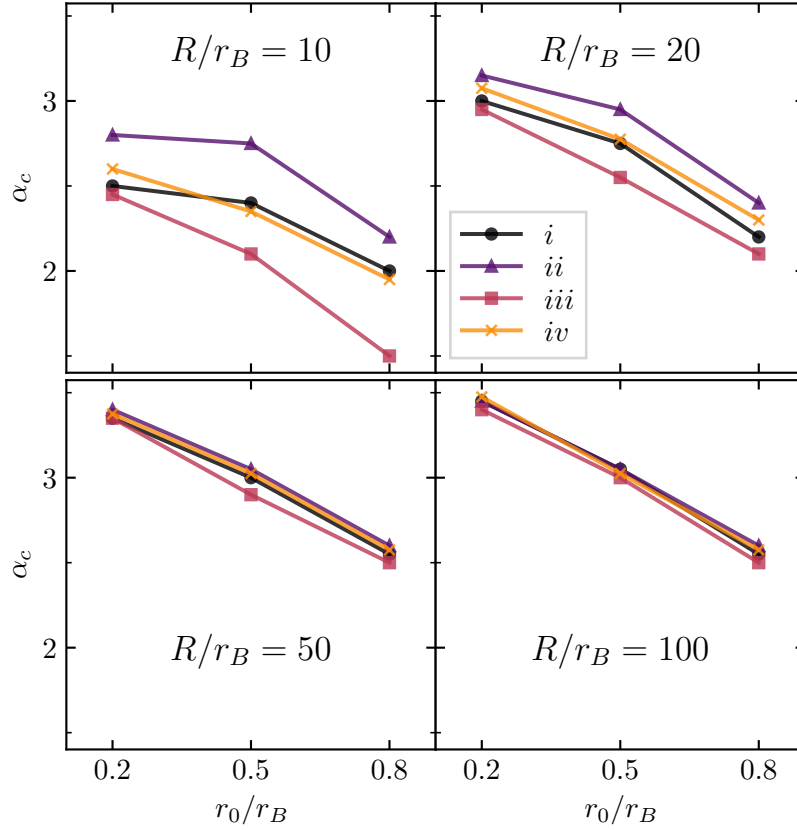 R/r_B = 10
R/r_B = 20
3
2
α_c
i
ii
iii
iv
R/r_B = 50
R/r_B = 100
3
2
α_c
0.2 0.5 0.8
0.2 0.5 0.8
r_0/r_B
r_0/r_B